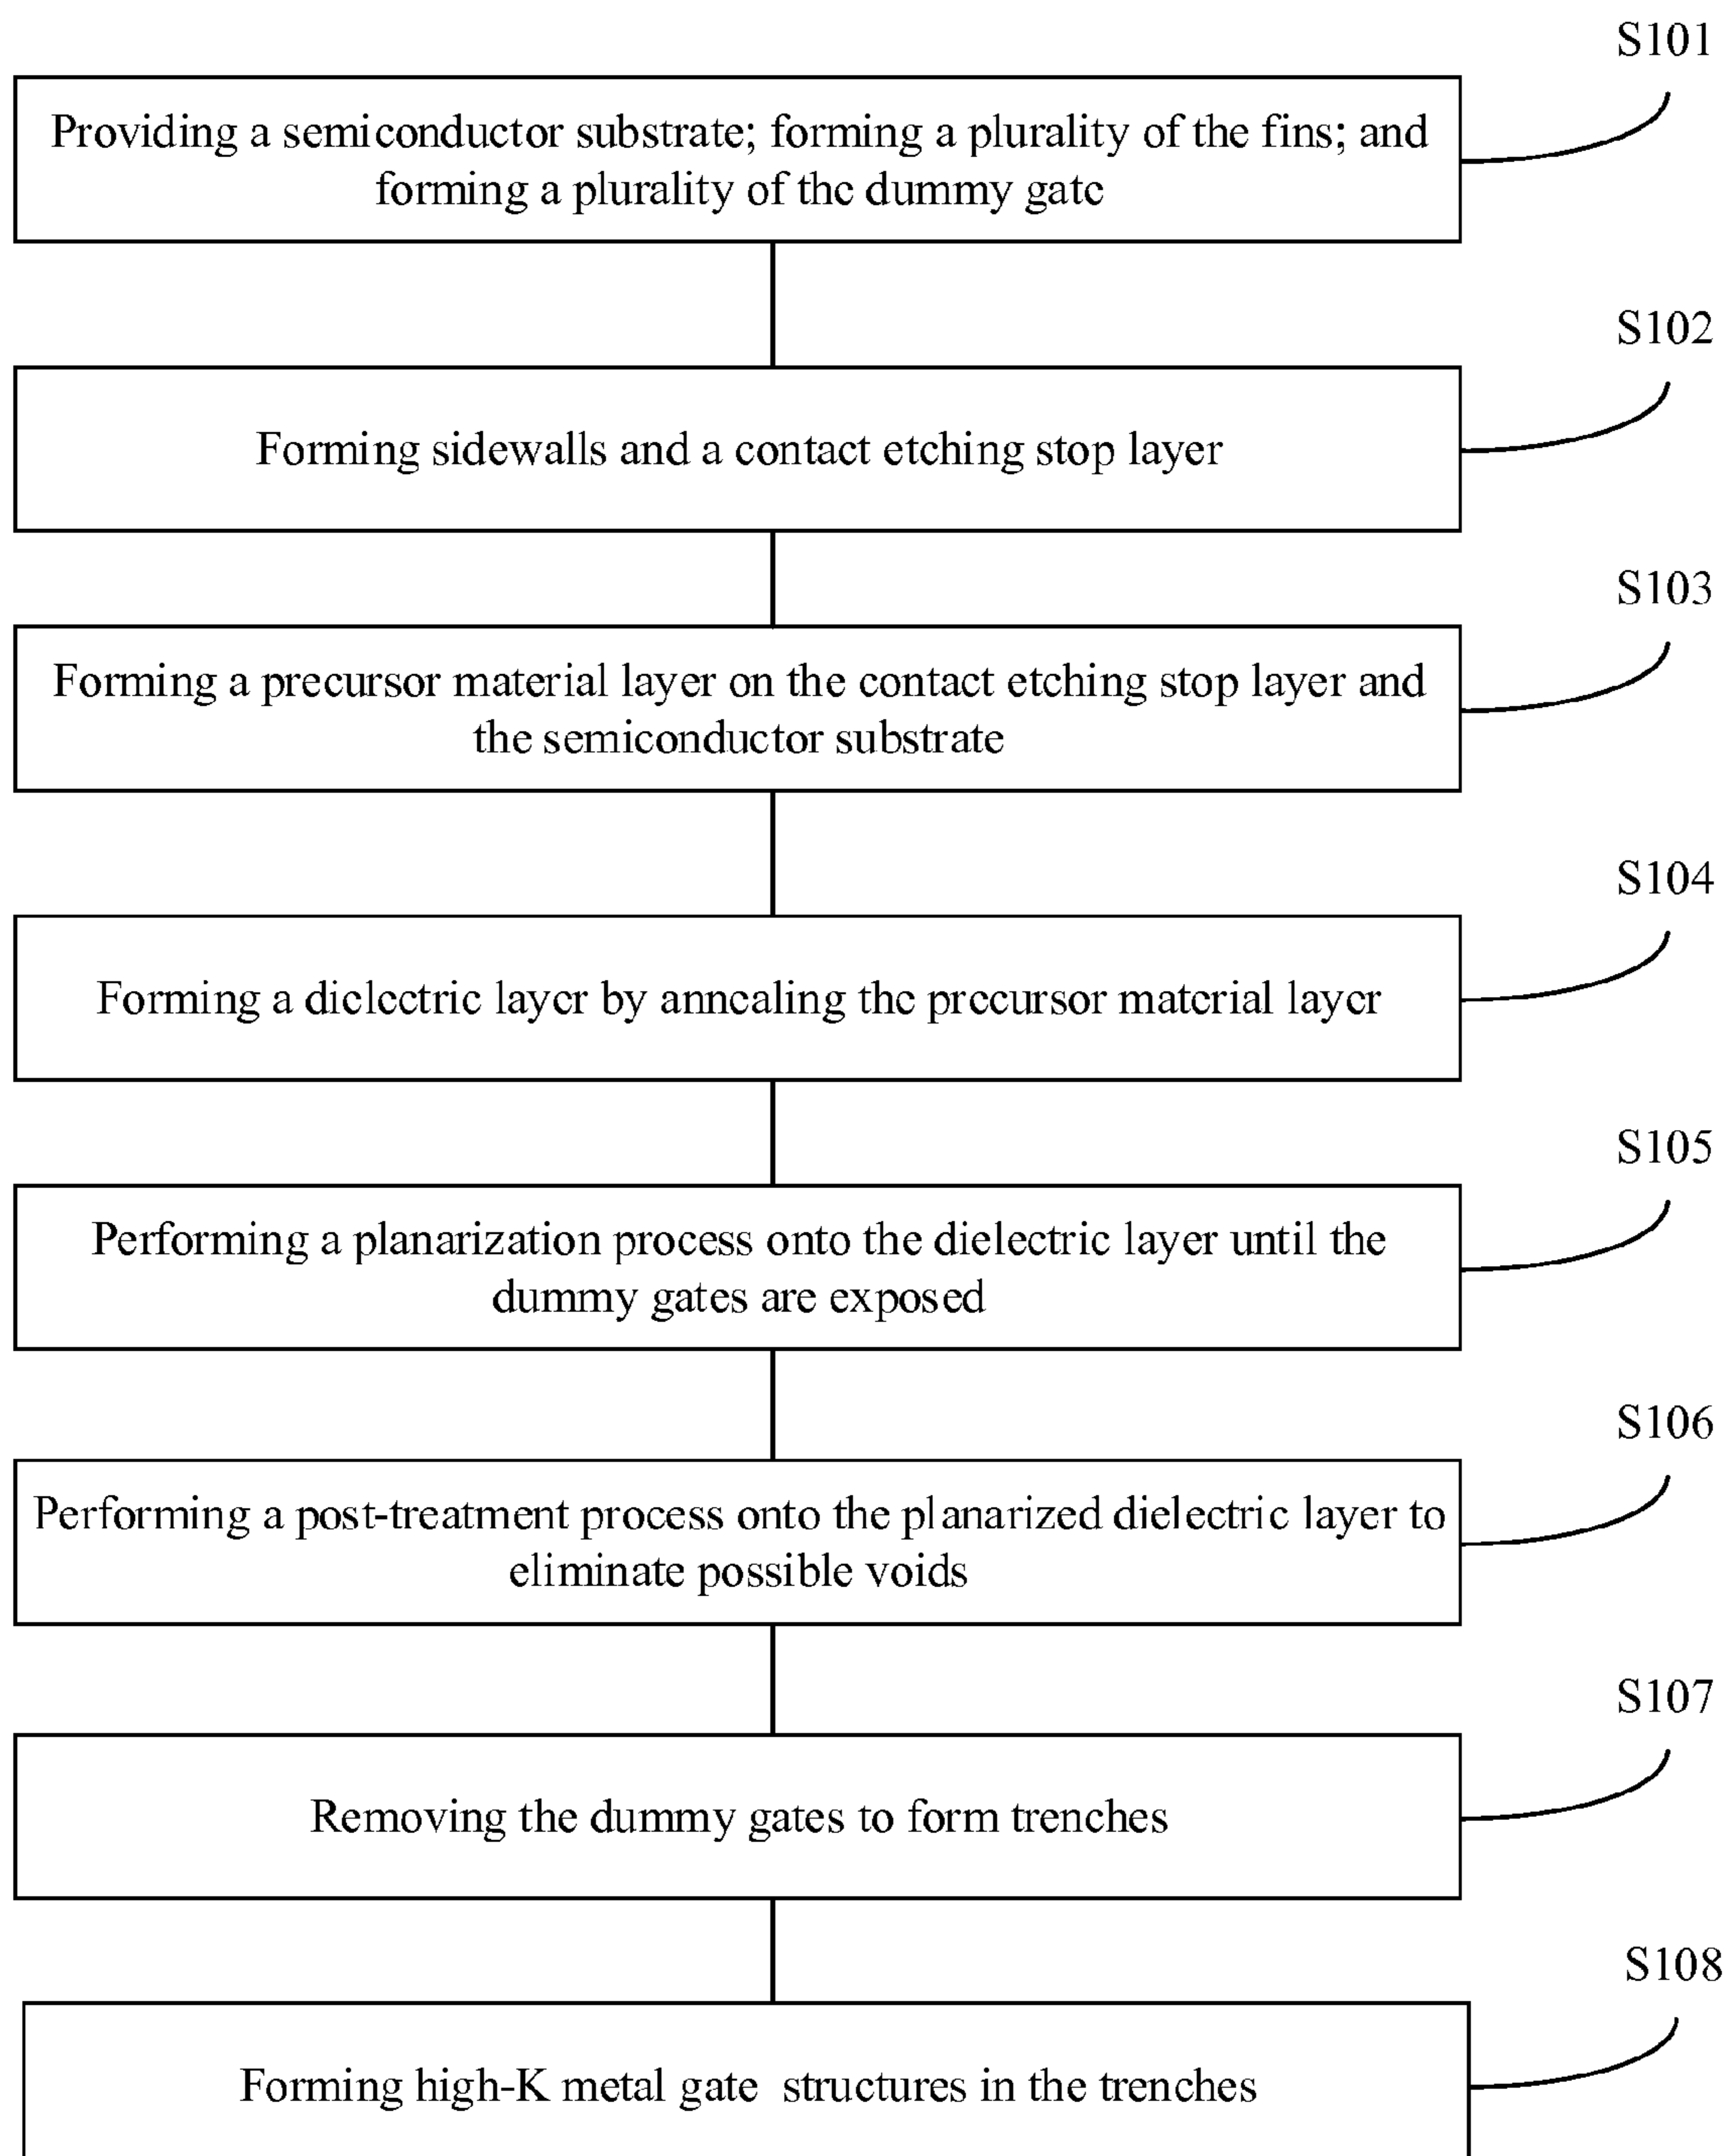 S101
Providing a semiconductor substrate; forming a plurality of the fins; and
forming a plurality of the dummy gate
S102
Forming sidewalls and a contact etching stop layer
S103
Forming a precursor material layer on the contact etching stop layer and
the semiconductor substrate
S104
Forming a dielectric layer by annealing the precursor material layer
S105
Performing a planarization process onto the dielectric layer until the
dummy gates are exposed
S106
Performing a post-treatment process onto the planarized dielectric layer to
eliminate possible voids
S107
Removing the dummy gates to form trenches
S108
Forming high-K metal gate structures in the trenches